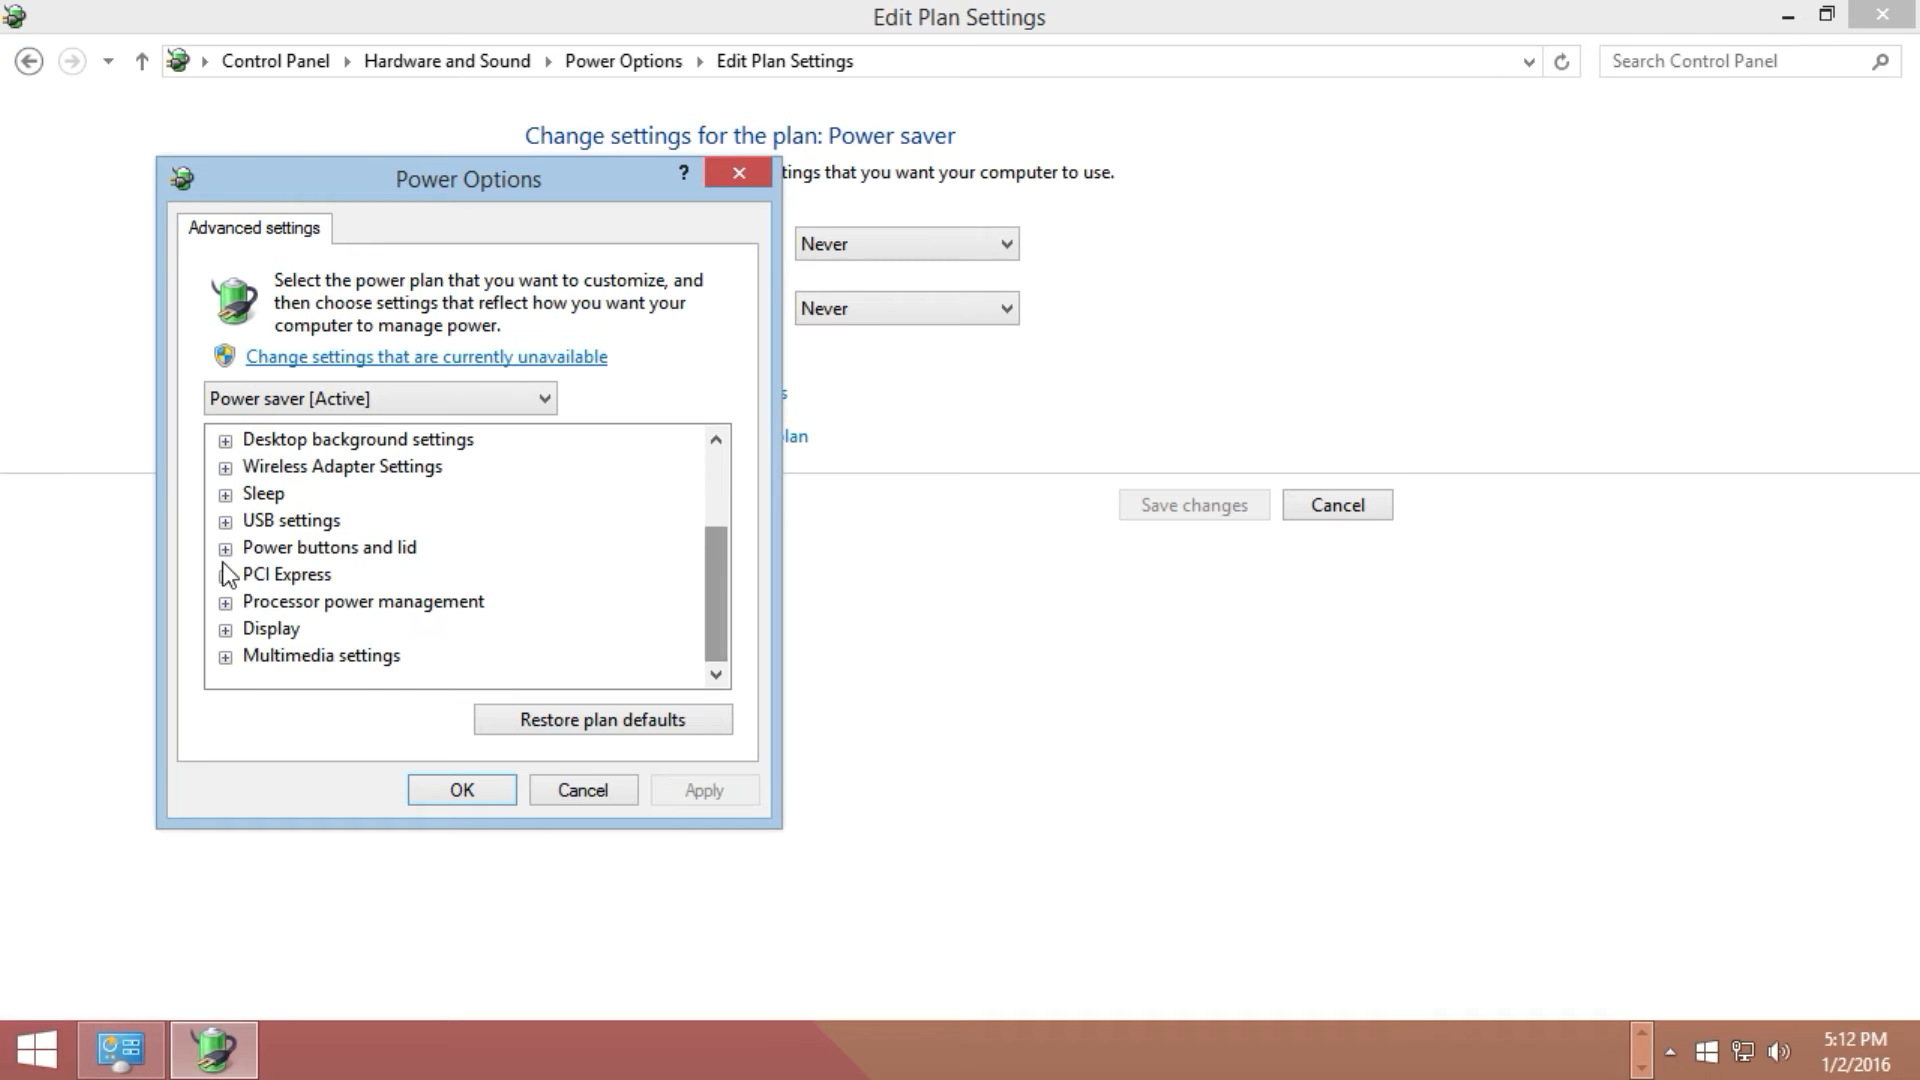 Edit Plan Settings
Control Panel Hardware and Sound Power Options Edit Plan Settings
Search Control Panel
Change settings for the plan: Power saver
tings that you want your computer to use.
Power Options
?
Advanced settings
Select the power plan that you want to customize, and
then choose settings that reflect how you want your
computer to manage power.
Change settings that are currently unavailable
Power saver [Active]
Desktop background settings
Wireless Adapter Settings
Sleep
USB settings
Power buttons and lid
PCI Express
Processor power management
Display
Multimedia settings
Restore plan defaults
OK
Cancel
Apply
Never
Never
s
lan
Save changes
Cancel
5:12 PM
1/2/2016